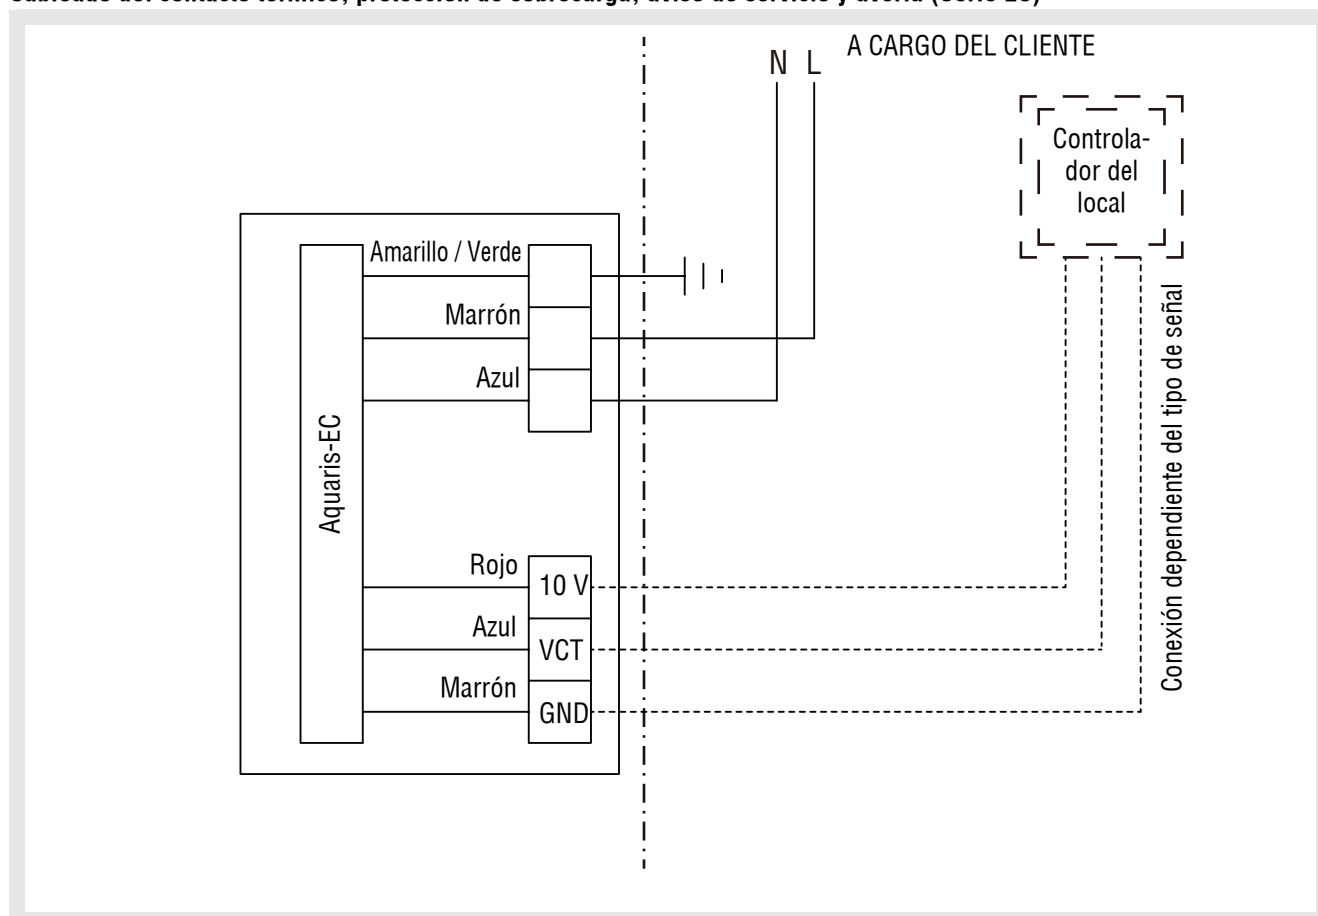 A CARGO DEL CLIENTE
N L
Controla-
dor del
local
Amarillo / Verde
Marrón
Azul
Aquaris-EC
Rojo
10 V
Azul
VCT
Marrón
GND
Conexión dependiente del tipo de señal